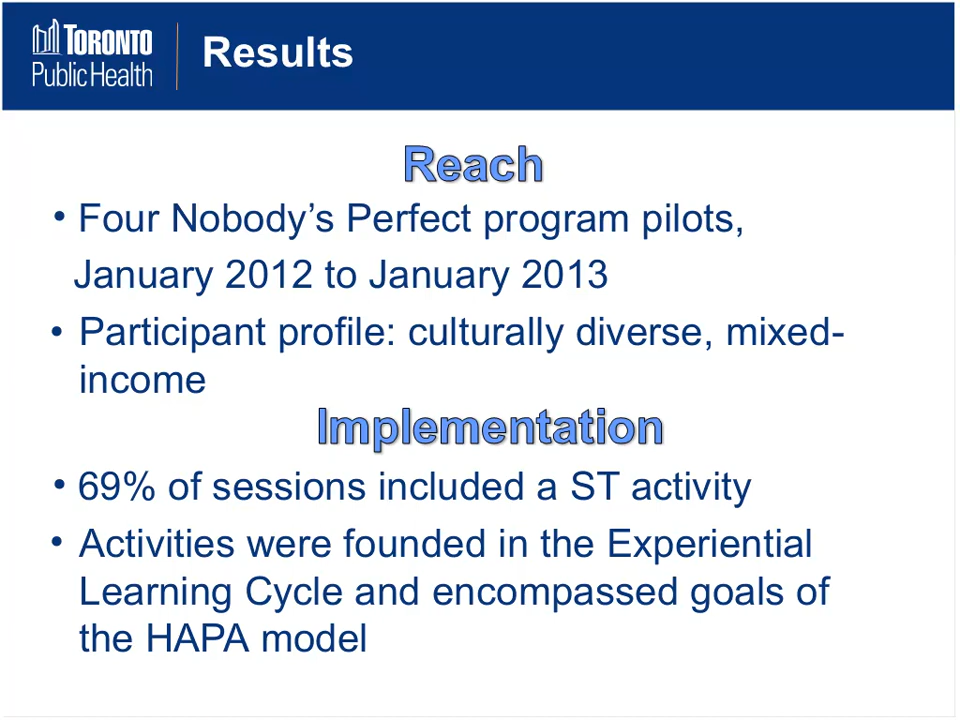 TORONTO
Public Health
Results
Reach
• Four Nobody’s Perfect program pilots,
January 2012 to January 2013
• Participant profile: culturally diverse, mixed-
income
Implementation
• 69% of sessions included a ST activity
• Activities were founded in the Experiential
Learning Cycle and encompassed goals of
the HAPA model